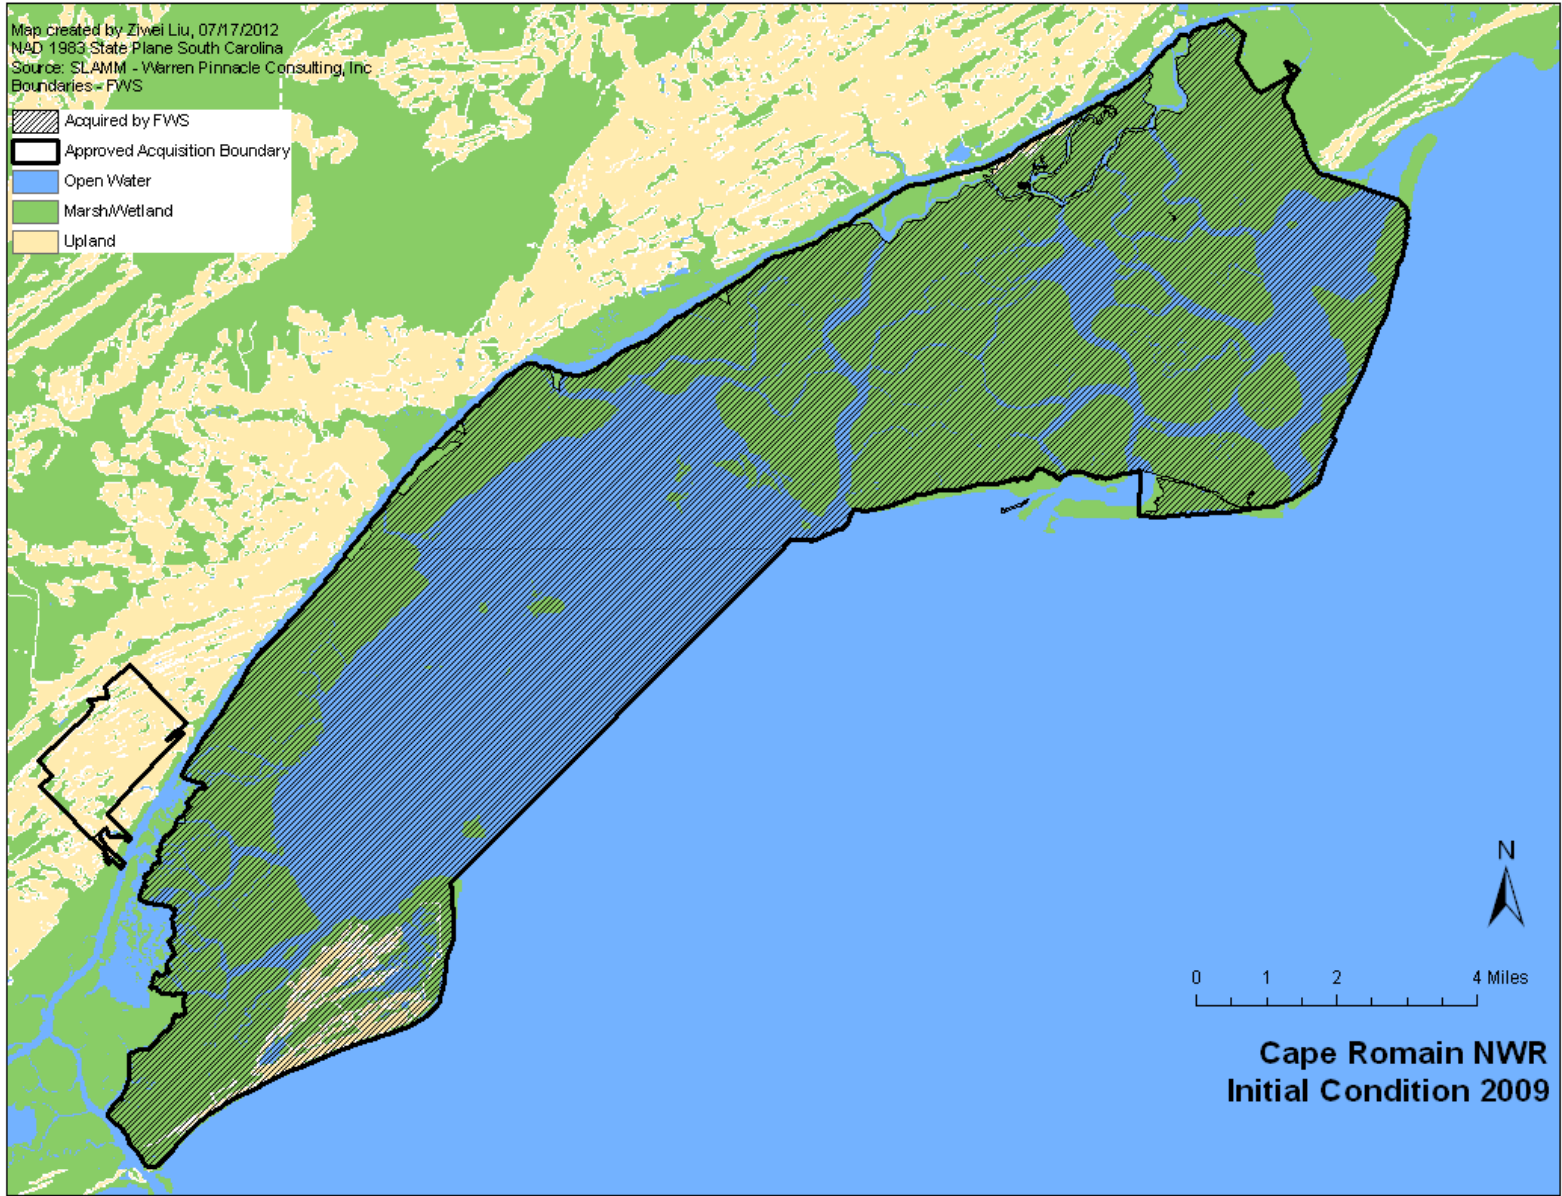 Map created by Ziwei Liu, 07/17/2012
NAD 1983 State Plane South Carolina
Source: SLAMM - Warren Pinnacle Consulting, Inc
Boundaries - FWS
Acquired by FWS
Approved Acquisition Boundary
Open Water
Marsh/Wetland
Upland
N
0 1 2 4 Miles
Cape Romain NWR
Initial Condition 2009